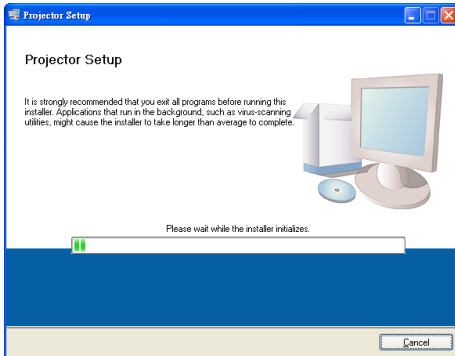 Projector Setup
Projector Setup
It is strongly recommended that you exit all programs before running this
installer. Applications that run in the background, such as virus-scanning
utilities, might cause the installer to take longer than average to complete.
Please wait while the installer initializes.
Cancel